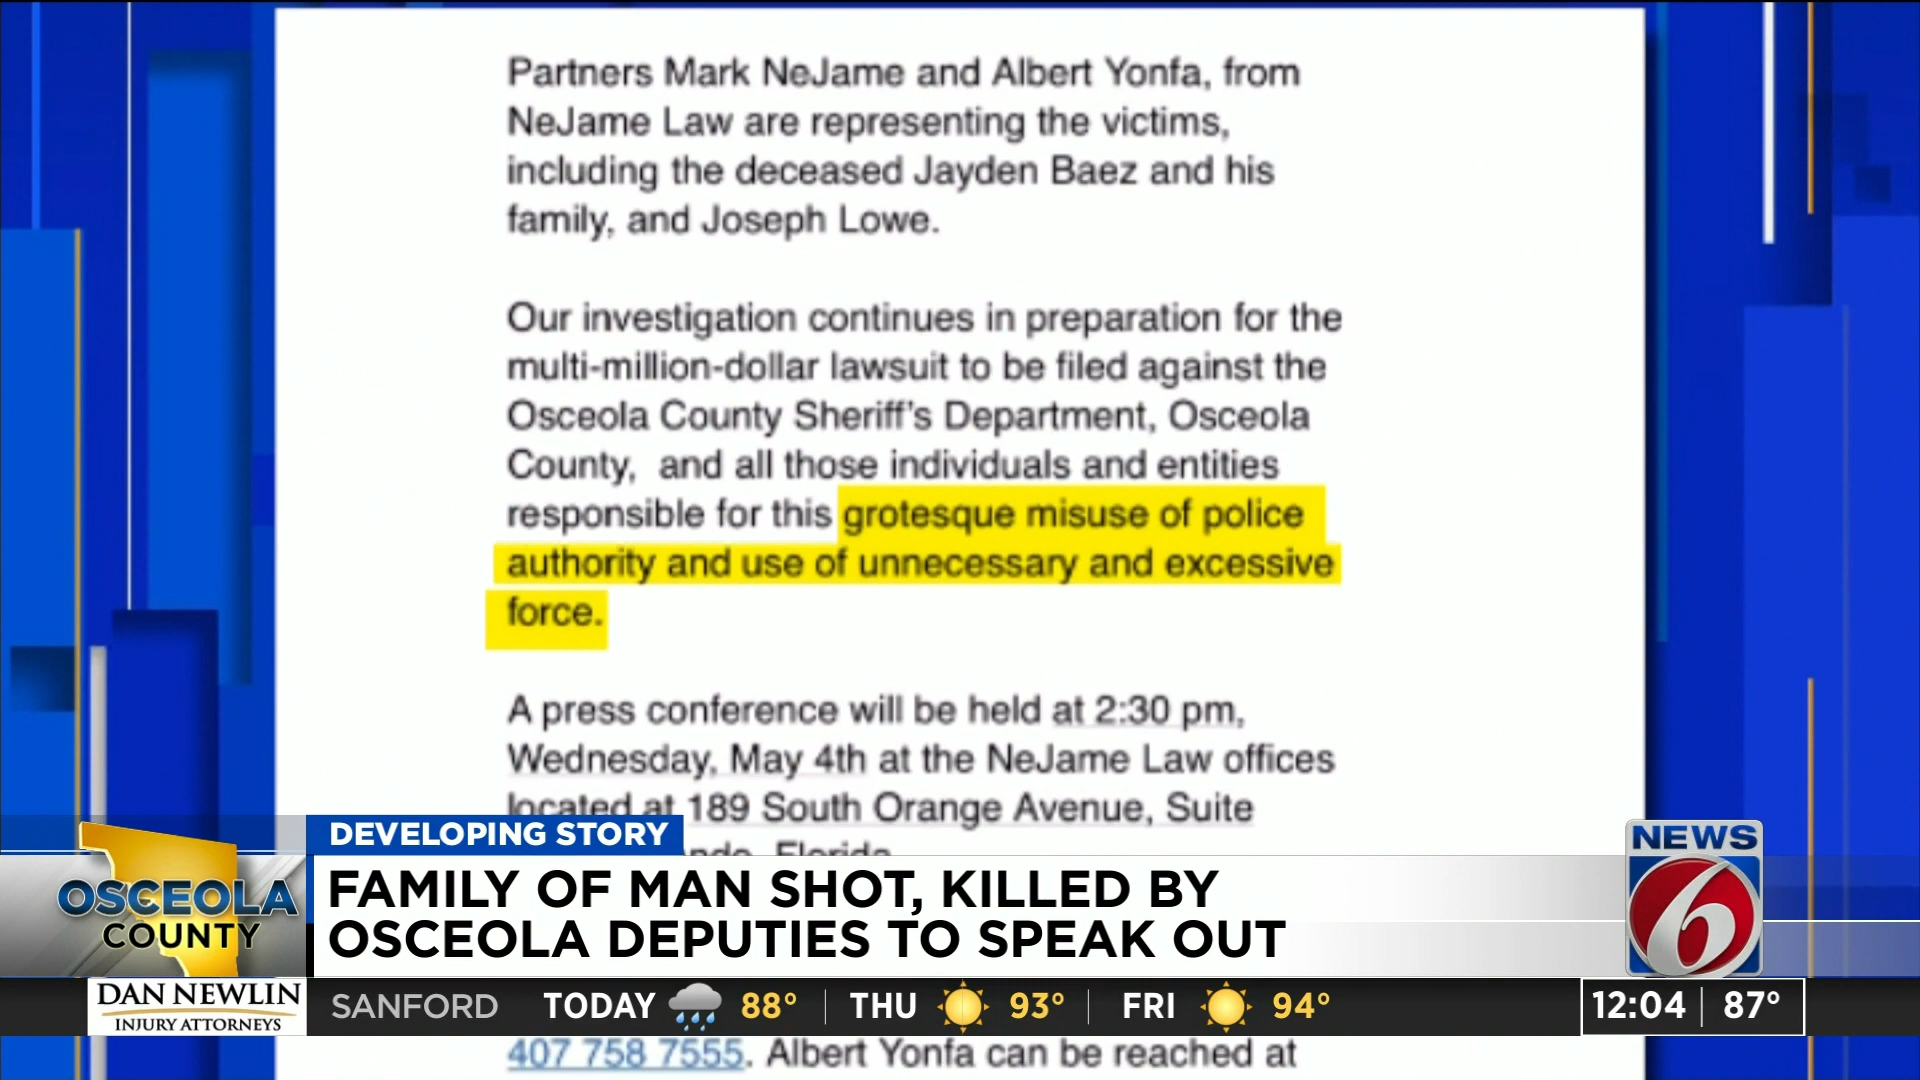 Partners Mark NeJame and Albert Yonfa, from
NeJame Law are representing the victims,
including the deceased Jayden Baez and his
family, and Joseph Lowe.
Our investigation continues in preparation for the
multi-million-dollar lawsuit to be filed against the
Osceola County Sheriff's Department, Osceola
County,  and all those individuals and entities
responsible for this grotesque misuse of police
authority and use of unnecessary and excessive
force.
A press conference will be held at 2:30 pm,
Wednesday, May 4th at the NeJame Law offices
located at 189 South Orange Avenue, Suite
Florida
DEVELOPING STORY
OSCEOLA
COUNTY
FAMILY OF MAN SHOT, KILLED BY
OSCEOLA DEPUTIES TO SPEAK OUT
NEWS
6
DAN NEWLIN
INJURY ATTORNEYS
SANFORD TODAY 88° THU 93° FRI 94°
12:04 87°
407 758 7555. Albert Yonfa can be reached at